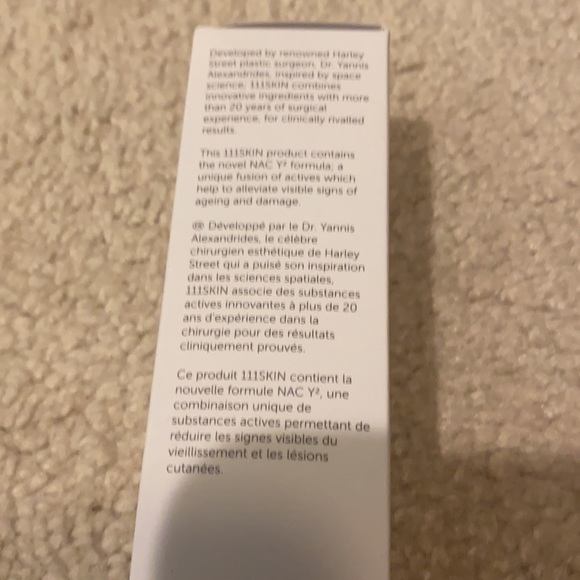 Developed by renowned Harley
Street plastic surgeon, Dr. Yannis
Alexandrides, inspired by space
science, 111SKIN combines
innovative ingredients with more
than 20 years of surgical
experience, for clinically rivalled
results.
This 111SKIN product contains
the novel NAC Y² formula; a
unique fusion of actives which
help to alleviate visible signs of
ageing and damage.
FR Développé par le Dr. Yannis
Alexandrides, le célèbre
chirurgien esthétique de Harley
Street qui a puisé son inspiration
dans les sciences spatiales,
111SKIN associe des substances
actives innovantes à plus de 20
ans d'expérience dans la
chirurgie pour des résultats
cliniquement prouvés.
Ce produit 111SKIN contient la
nouvelle formule NAC Y², une
combinaison unique de
substances actives permettant de
réduire les signes visibles du
vieillissement et les lésions
cutanées.